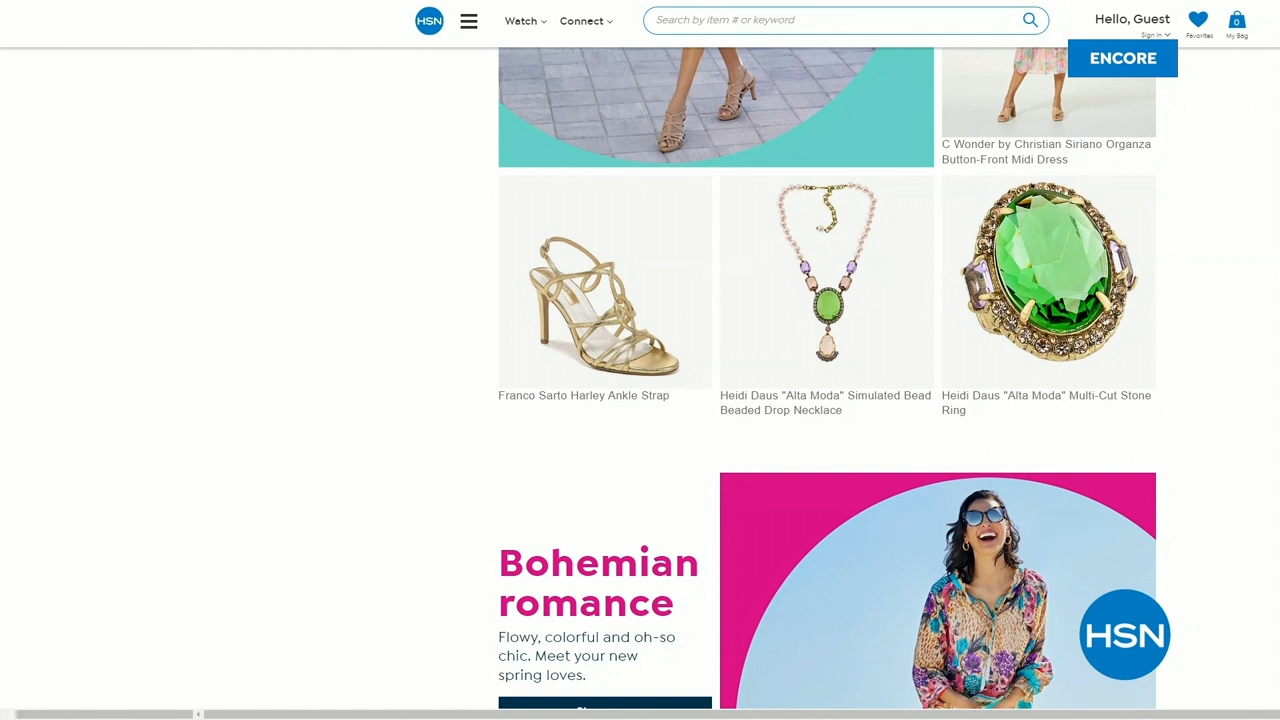 HSN
Watch
Connect
Search by item # or keyword
Hello, Guest
Sign In
Favorites
0
My Bag
ENCORE
C Wonder by Christian Siriano Organza
Button-Front Midi Dress
Franco Sarto Harley Ankle Strap
Heidi Daus "Alta Moda" Simulated Bead
Beaded Drop Necklace
Heidi Daus "Alta Moda" Multi-Cut Stone
Ring
Bohemian
romance
Flowy, colorful and oh-so
chic. Meet your new
spring loves.
HSN